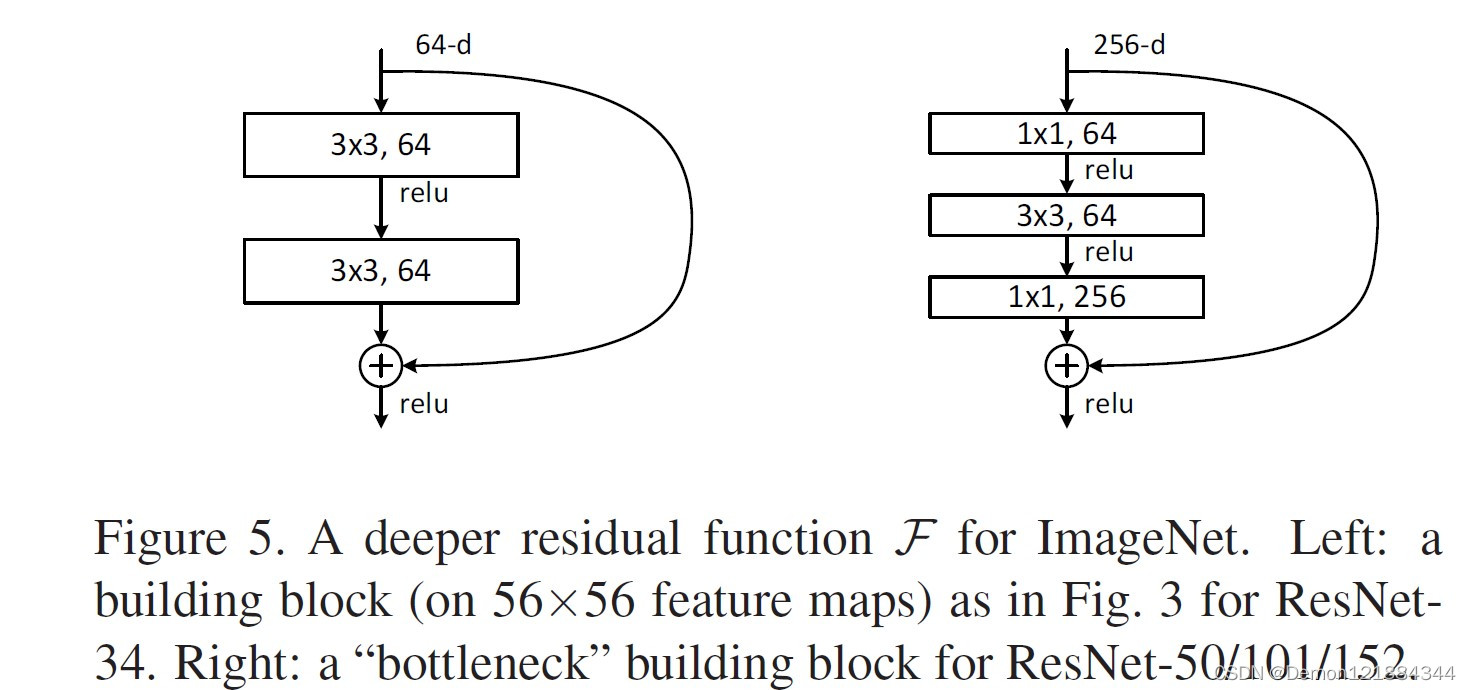 64-d
3x3, 64
relu
3x3, 64
+
relu
256-d
1x1, 64
relu
3x3, 64
relu
1x1, 256
+
relu
Figure 5. A deeper residual function ℱ for ImageNet. Left: a
building block (on 56×56 feature maps) as in Fig. 3 for ResNet-
34. Right: a “bottleneck” building block for ResNet-50/101/152.
CSDN @Demon121884344